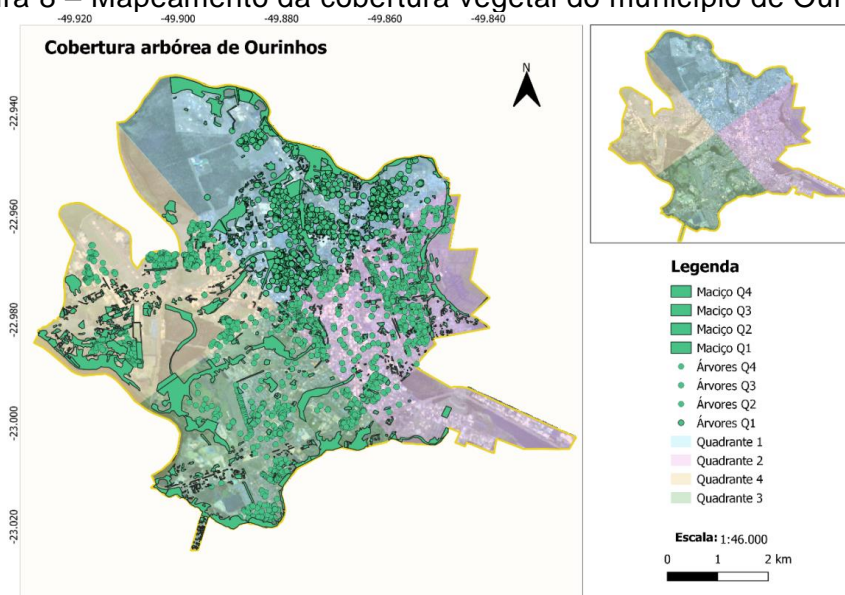 ra 8 – Mapeamento da cobertura vegetal do município de Our
-49.920 -49.900 -49.880 -49.860 -49.840
Cobertura arbórea de Ourinhos
N
-22.940
-22.960
-22.980
-23.000
-23.020
Legenda
Maciço Q4
Maciço Q3
Maciço Q2
Maciço Q1
Árvores Q4
Árvores Q3
Árvores Q2
Árvores Q1
Quadrante 1
Quadrante 2
Quadrante 4
Quadrante 3
Escala: 1:46.000
0 1 2 km